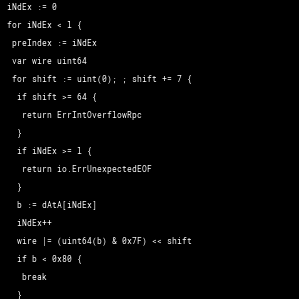 iNdEx := 0
for iNdEx < l {
preIndex := iNdEx
var wire uint64
for shift := uint(0); ; shift += 7 {
if shift >= 64 {
return ErrIntOverflowRpc
}
if iNdEx >= l {
return io.ErrUnexpectedEOF
}
b := dAtA[iNdEx]
iNdEx++
wire |= (uint64(b) & 0x7F) << shift
if b < 0x80 {
break
}